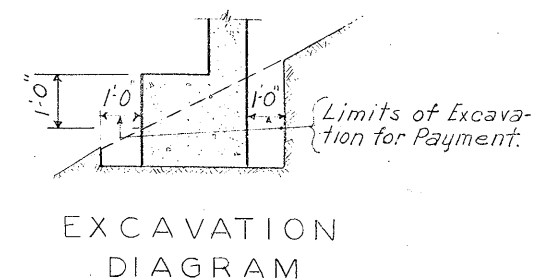 1'-0"
1'-0"
1'-0"
Limits of Excava-
tion for Payment.
EXCAVATION
DIAGRAM